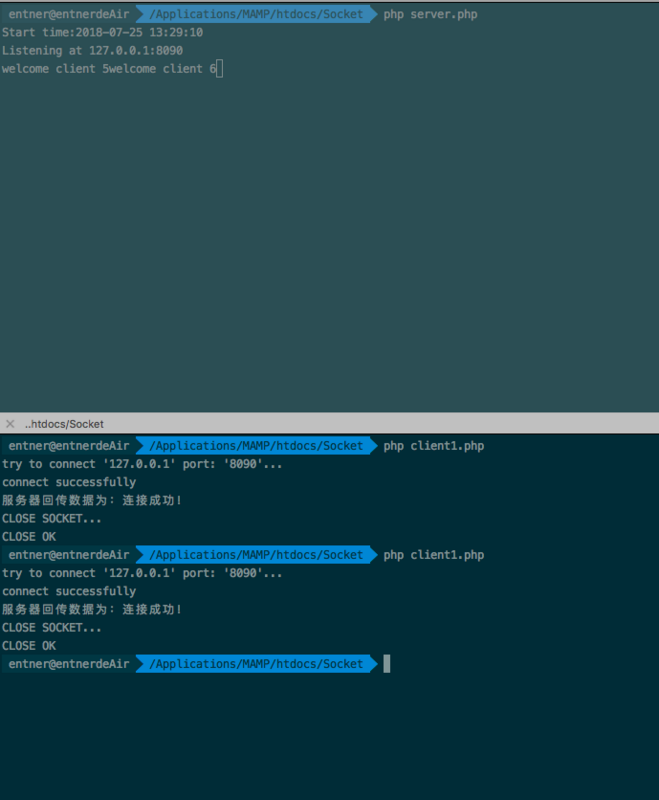 entner@entnerdeAir /Applications/MAMP/htdocs/Socket php server.php
Start time:2018-07-25 13:29:10
Listening at 127.0.0.1:8090
welcome client 5welcome client 6
..htdocs/Socket
entner@entnerdeAir /Applications/MAMP/htdocs/Socket php client1.php
try to connect '127.0.0.1' port: '8090'...
connect successfully
服务器回传数据为：连接成功！
CLOSE SOCKET...
CLOSE OK
entner@entnerdeAir /Applications/MAMP/htdocs/Socket php client1.php
try to connect '127.0.0.1' port: '8090'...
connect successfully
服务器回传数据为：连接成功！
CLOSE SOCKET...
CLOSE OK
entner@entnerdeAir /Applications/MAMP/htdocs/Socket